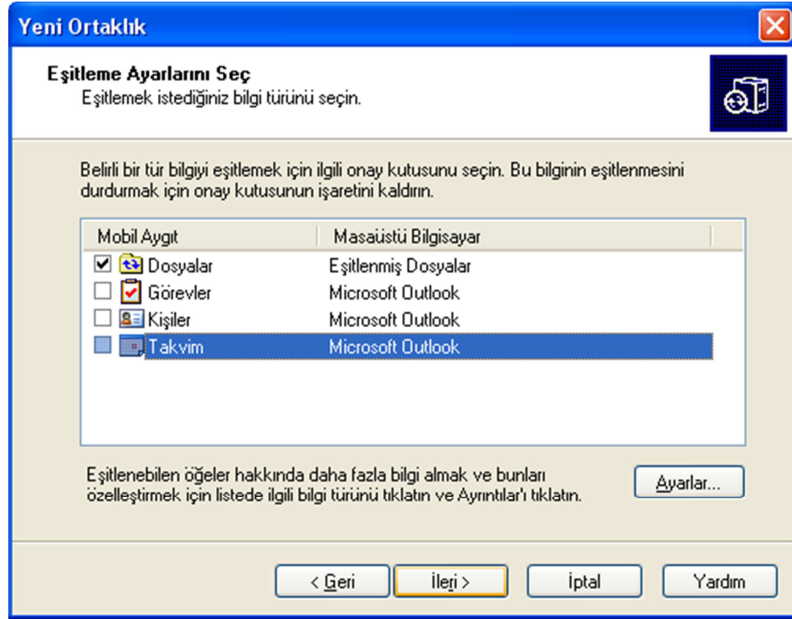 Yeni Ortaklık
Eşitleme Ayarlarını Seç
Eşitlemek istediğiniz bilgi türünü seçin.
Belirli bir tür bilgiyi eşitlemek için ilgili onay kutusunu seçin. Bu bilginin eşitlenmesini
durdurmak için onay kutusunun işaretini kaldırın.
Mobil Aygıt Masaüstü Bilgisayar
Dosyalar Eşitlenmiş Dosyalar
Görevler Microsoft Outlook
Kişiler Microsoft Outlook
Takvim Microsoft Outlook
Eşitlenebilen öğeler hakkında daha fazla bilgi almak ve bunları
özelleştirmek için listede ilgili bilgi türünü tıklatın ve Ayrıntılar'ı tıklatın.
Ayarlar...
< Geri İleri > İptal Yardım